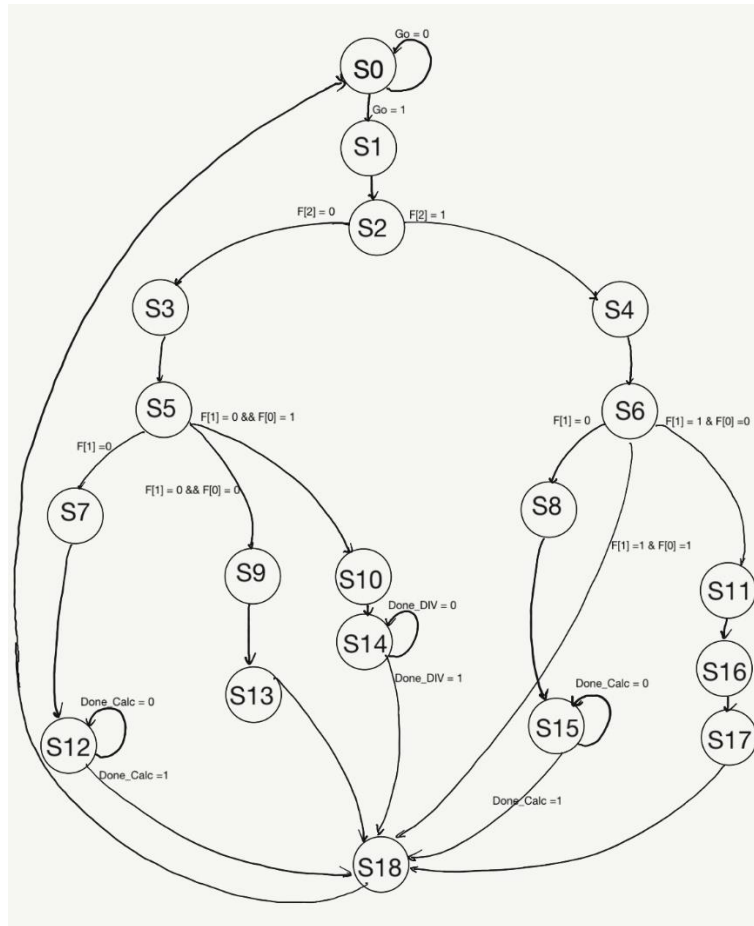 Go = 0
S0
Go = 1
S1
F[2] = 0
F[2] = 1
S2
S3
S4
S5
F[1] = 0 && F[0] = 1
S6
F[1] = 0
F[1] = 1 & F[0] =0
F[1] =0
S7
F[1] = 0 && F[0] = 0
S8
F[1] =1 & F[0] =1
S9
S10
S11
Done_DIV = 0
S14
S13
Done_DIV = 1
S16
Done_Calc = 0
S12
Done_Calc =1
Done_Calc = 0
S15
Done_Calc =1
S17
S18